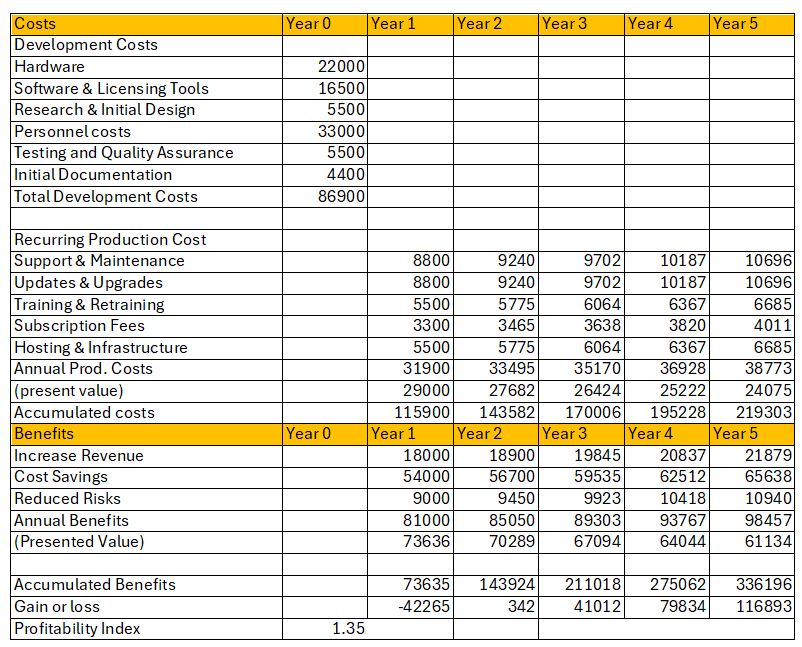 Costs Year 0 Year 1 Year 2 Year 3 Year 4 Year 5
Development Costs
Hardware 22000
Software & Licensing Tools 16500
Research & Initial Design 5500
Personnel costs 33000
Testing and Quality Assurance 5500
Initial Documentation 4400
Total Development Costs 86900
Recurring Production Cost
Support & Maintenance 8800 9240 9702 10187 10696
Updates & Upgrades 8800 9240 9702 10187 10696
Training & Retraining 5500 5775 6064 6367 6685
Subscription Fees 3300 3465 3638 3820 4011
Hosting & Infrastructure 5500 5775 6064 6367 6685
Annual Prod. Costs 31900 33495 35170 36928 38773
(present value) 29000 27682 26424 25222 24075
Accumulated costs 115900 143582 170006 195228 219303
Benefits Year 0 Year 1 Year 2 Year 3 Year 4 Year 5
Increase Revenue 18000 18900 19845 20837 21879
Cost Savings 54000 56700 59535 62512 65638
Reduced Risks 9000 9450 9923 10418 10940
Annual Benefits 81000 85050 89303 93767 98457
(Presented Value) 73636 70289 67094 64044 61134
Accumulated Benefits 73635 143924 211018 275062 336196
Gain or loss -42265 342 41012 79834 116893
Profitability Index 1.35